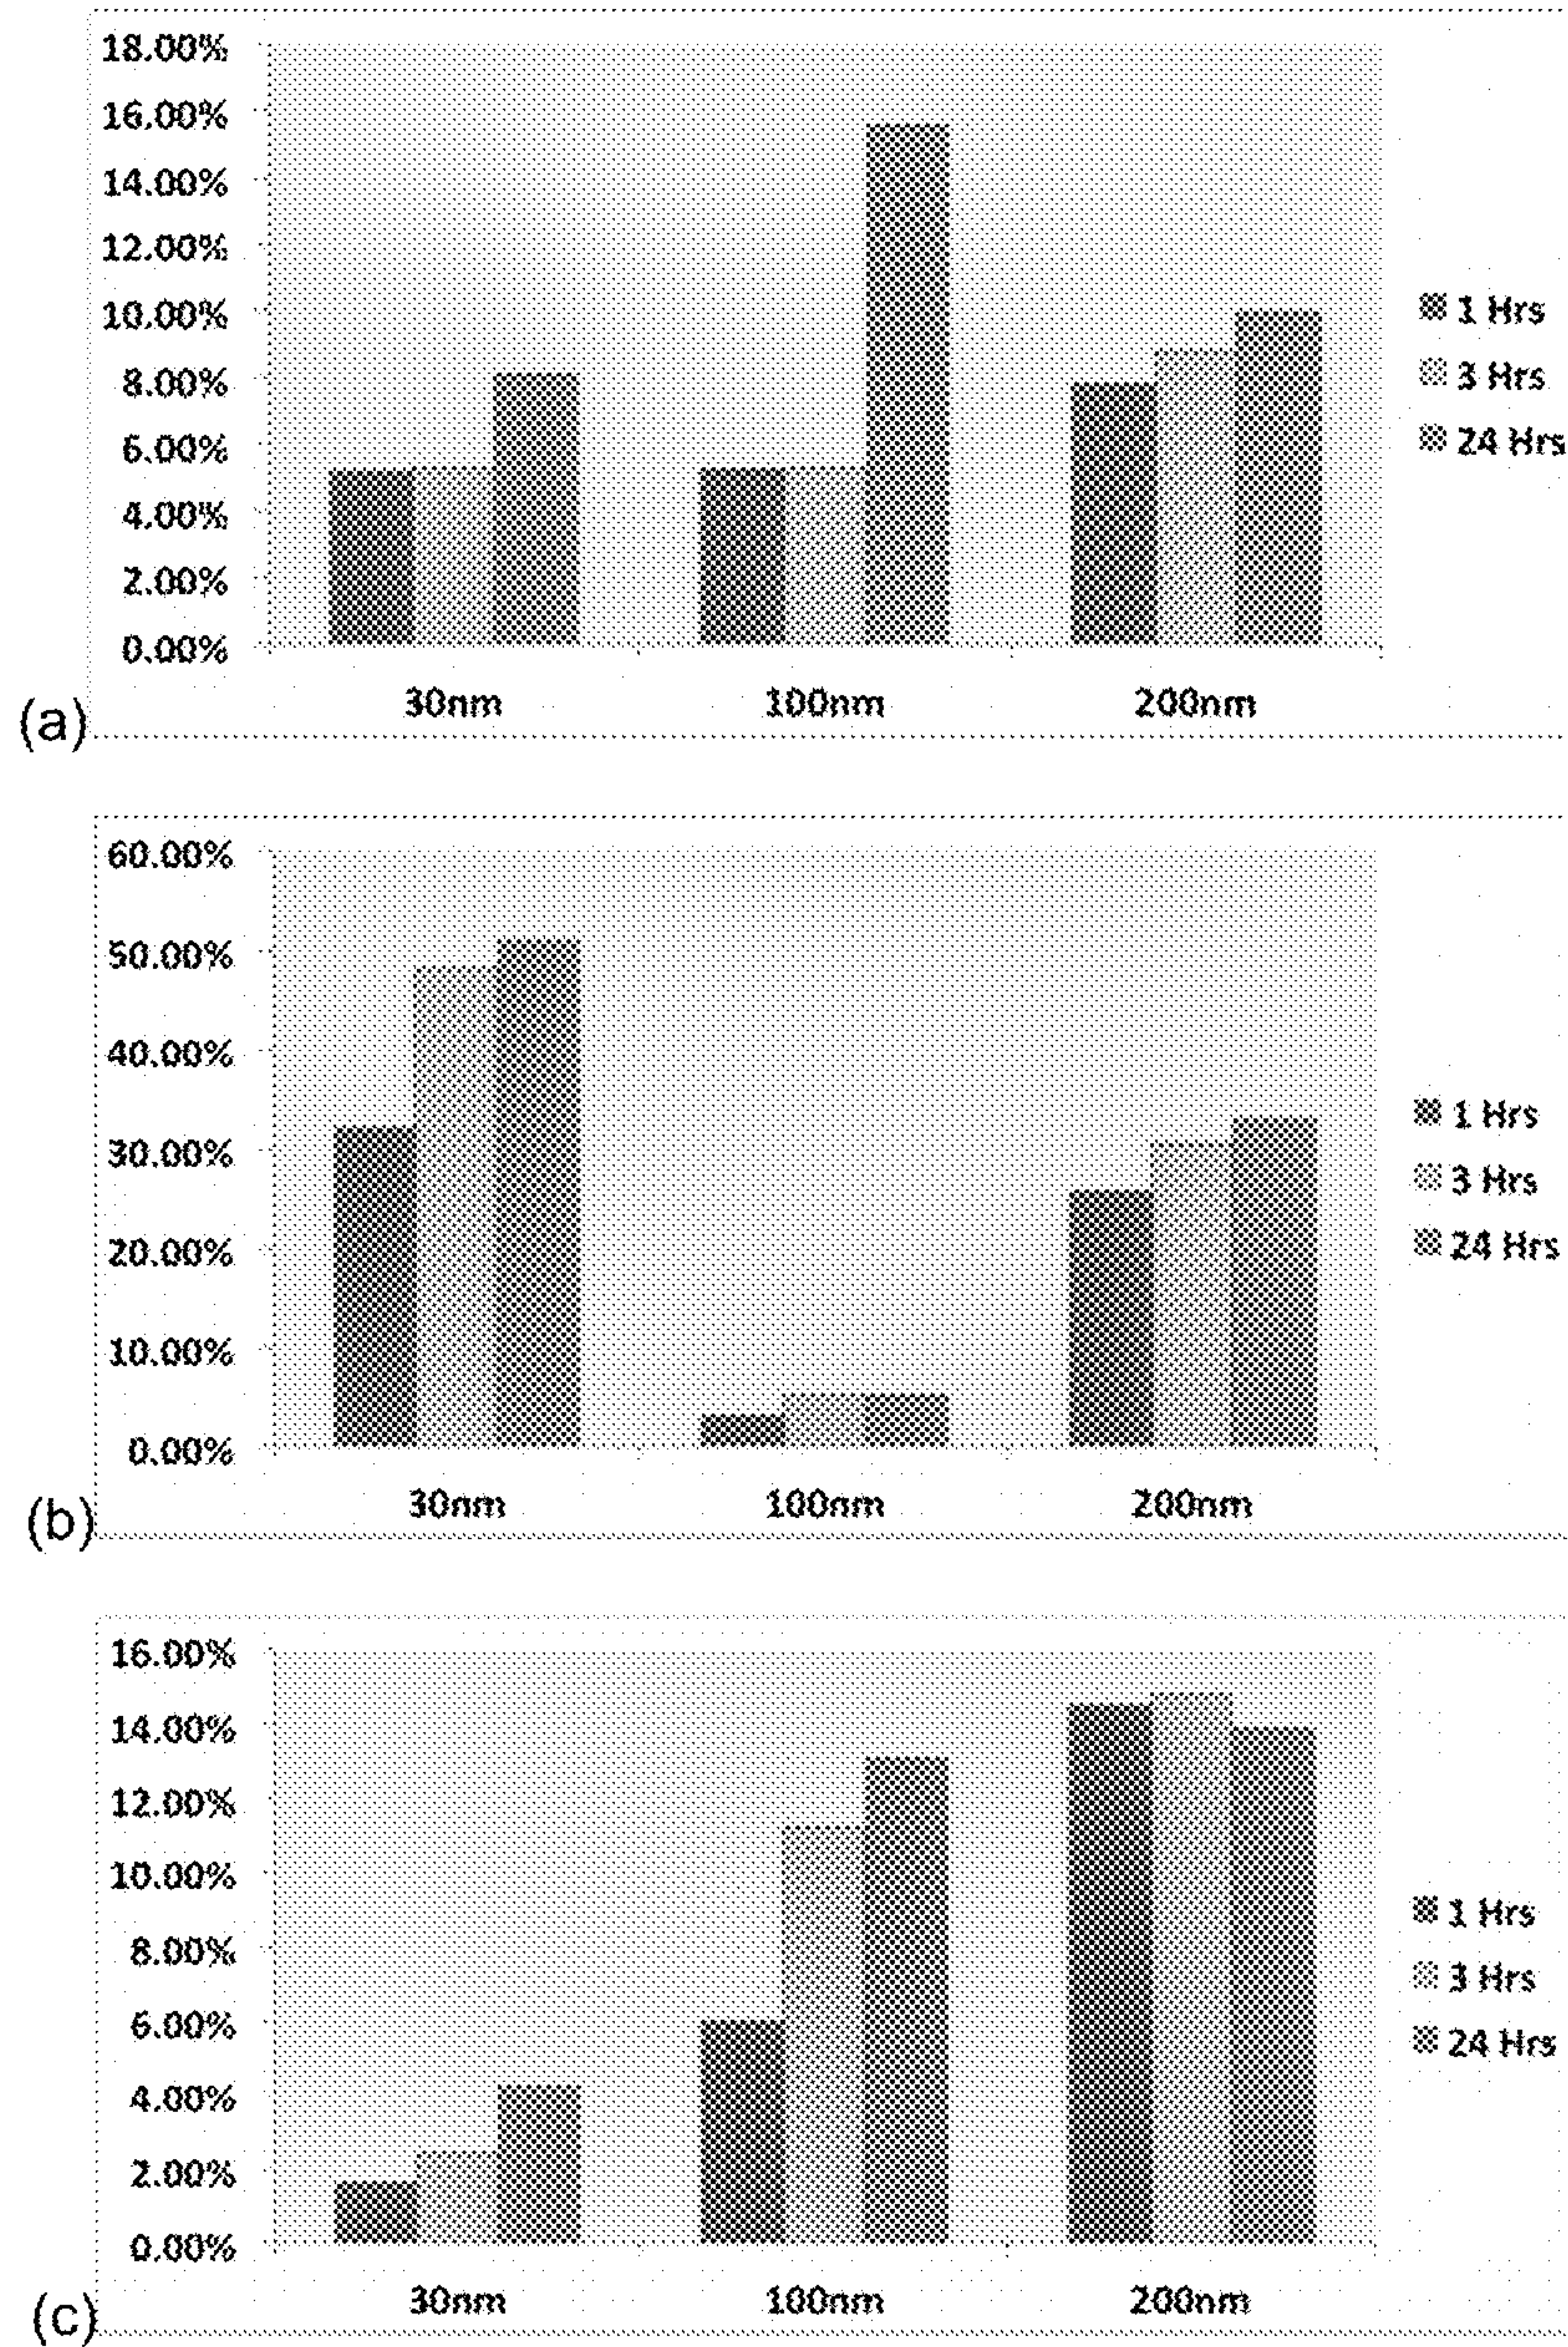 18.00%
16.00%
14.00%
12.00%
10.00%
8.00%
6.00%
4.00%
2.00%
0.00%
30nm 100nm 200nm
1 Hrs
3 Hrs
24 Hrs
(a)
60.00%
50.00%
40.00%
30.00%
20.00%
10.00%
0.00%
30nm 100nm 200nm
1 Hrs
3 Hrs
24 Hrs
(b)
16.00%
14.00%
12.00%
10.00%
8.00%
6.00%
4.00%
2.00%
0.00%
30nm 100nm 200nm
1 Hrs
3 Hrs
24 Hrs
(c)